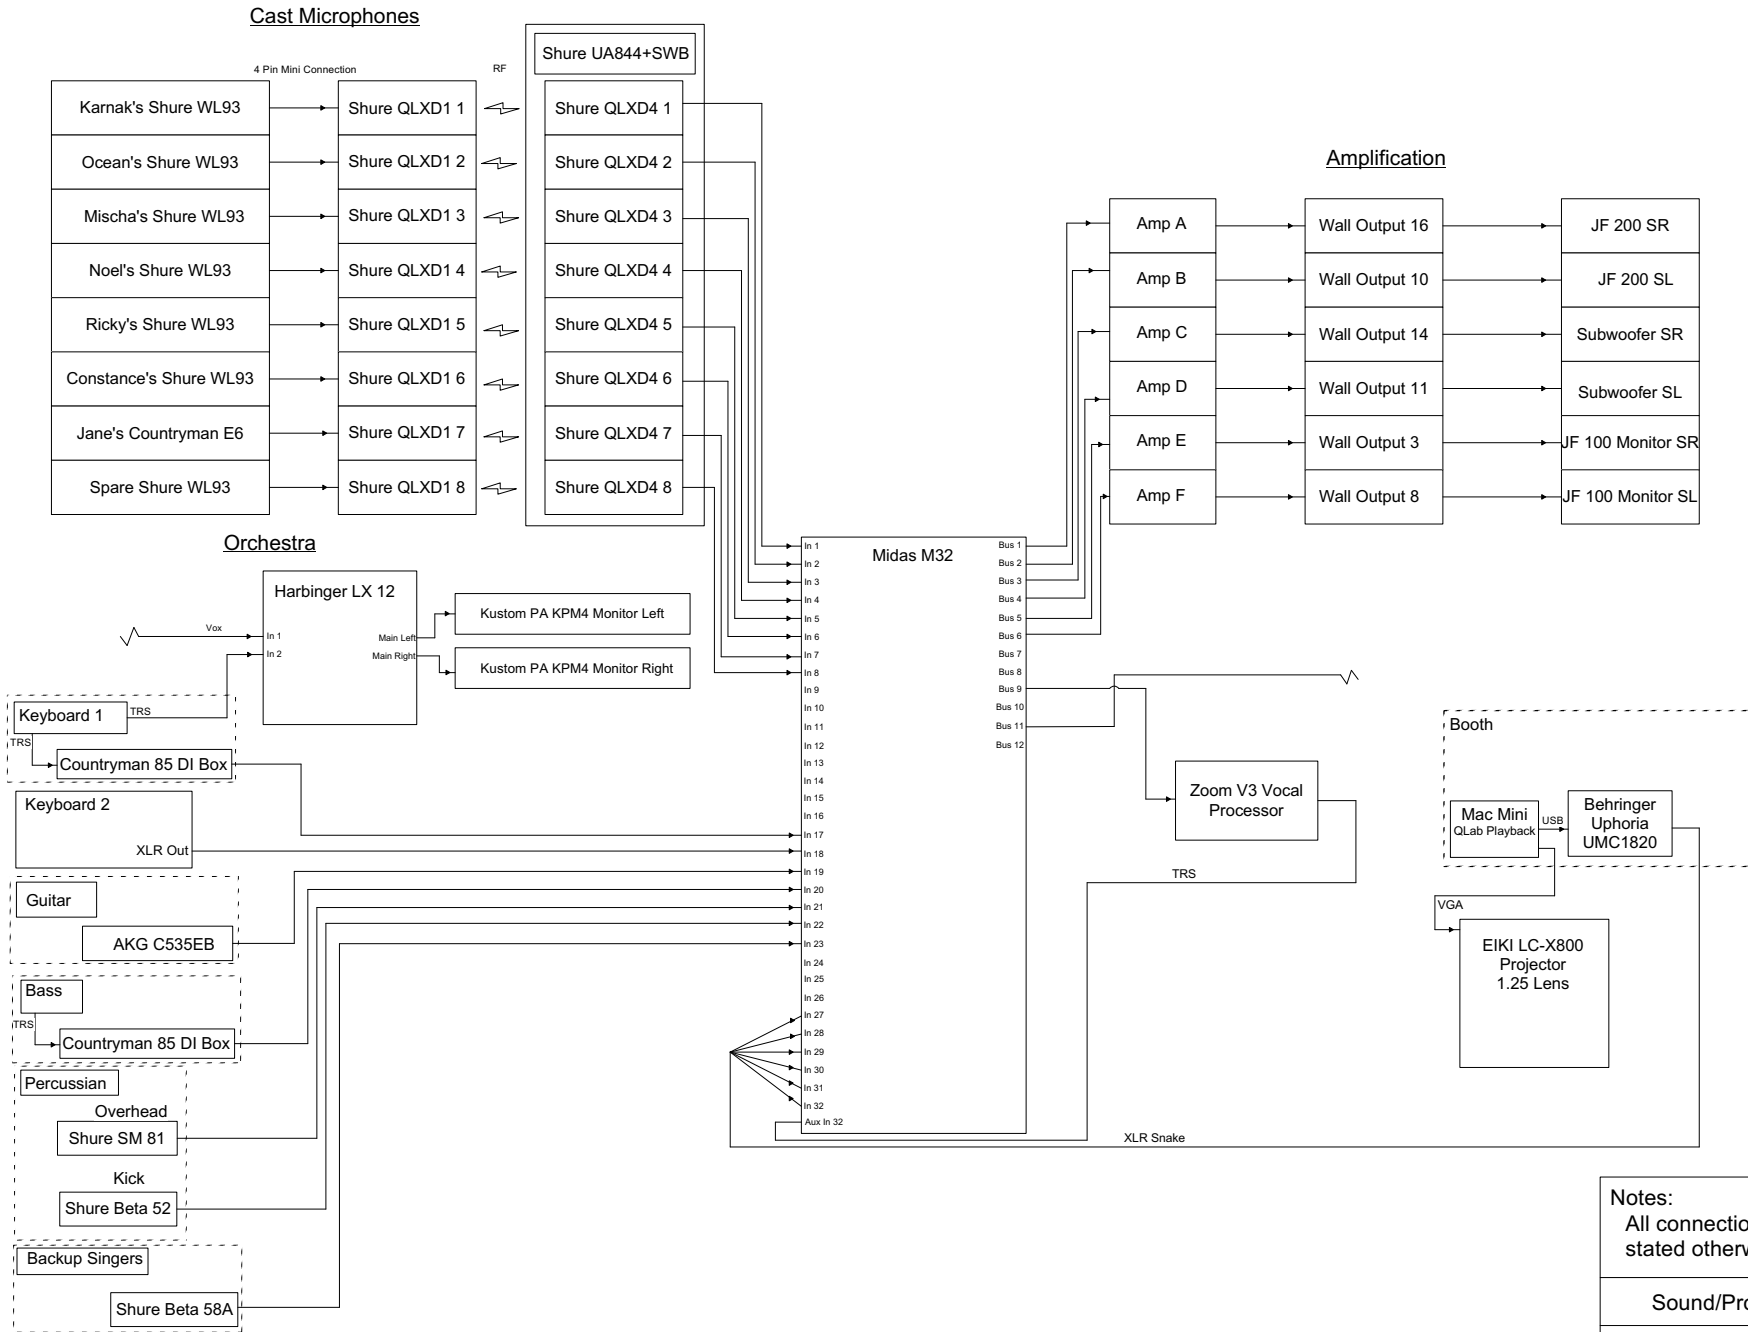 Cast Microphones
4 Pin Mini Connection
RF
Shure UA844+SWB
Karnak's Shure WL93
Shure QLXD1 1
Shure QLXD4 1
Ocean's Shure WL93
Shure QLXD1 2
Shure QLXD4 2
Mischa's Shure WL93
Shure QLXD1 3
Shure QLXD4 3
Noel's Shure WL93
Shure QLXD1 4
Shure QLXD4 4
Ricky's Shure WL93
Shure QLXD1 5
Shure QLXD4 5
Constance's Shure WL93
Shure QLXD1 6
Shure QLXD4 6
Jane's Countryman E6
Shure QLXD1 7
Shure QLXD4 7
Spare Shure WL93
Shure QLXD1 8
Shure QLXD4 8
Amplification
Amp A
Wall Output 16
JF 200 SR
Amp B
Wall Output 10
JF 200 SL
Amp C
Wall Output 14
Subwoofer SR
Amp D
Wall Output 11
Subwoofer SL
Amp E
Wall Output 3
JF 100 Monitor SR
Amp F
Wall Output 8
JF 100 Monitor SL
Orchestra
Harbinger LX 12
Vox
In 1
In 2
Main Left
Main Right
Kustom PA KPM4 Monitor Left
Kustom PA KPM4 Monitor Right
Keyboard 1
TRS
TRS
Countryman 85 DI Box
Keyboard 2
XLR Out
Guitar
AKG C535EB
Bass
TRS
Countryman 85 DI Box
Percussian
Overhead
Shure SM 81
Kick
Shure Beta 52
Backup Singers
Shure Beta 58A
Midas M32
In 1
In 2
In 3
In 4
In 5
In 6
In 7
In 8
In 9
In 10
In 11
In 12
In 13
In 14
In 15
In 16
In 17
In 18
In 19
In 20
In 21
In 22
In 23
In 24
In 25
In 26
In 27
In 28
In 29
In 30
In 31
In 32
Aux In 32
Bus 1
Bus 2
Bus 3
Bus 4
Bus 5
Bus 6
Bus 7
Bus 8
Bus 9
Bus 10
Bus 11
Bus 12
Zoom V3 Vocal
Processor
TRS
XLR Snake
Booth
Mac Mini
QLab Playback
USB
Behringer
Uphoria
UMC1820
VGA
EIKI LC-X800
Projector
1.25 Lens
Notes:
All connectio
stated otherw
Sound/Pro